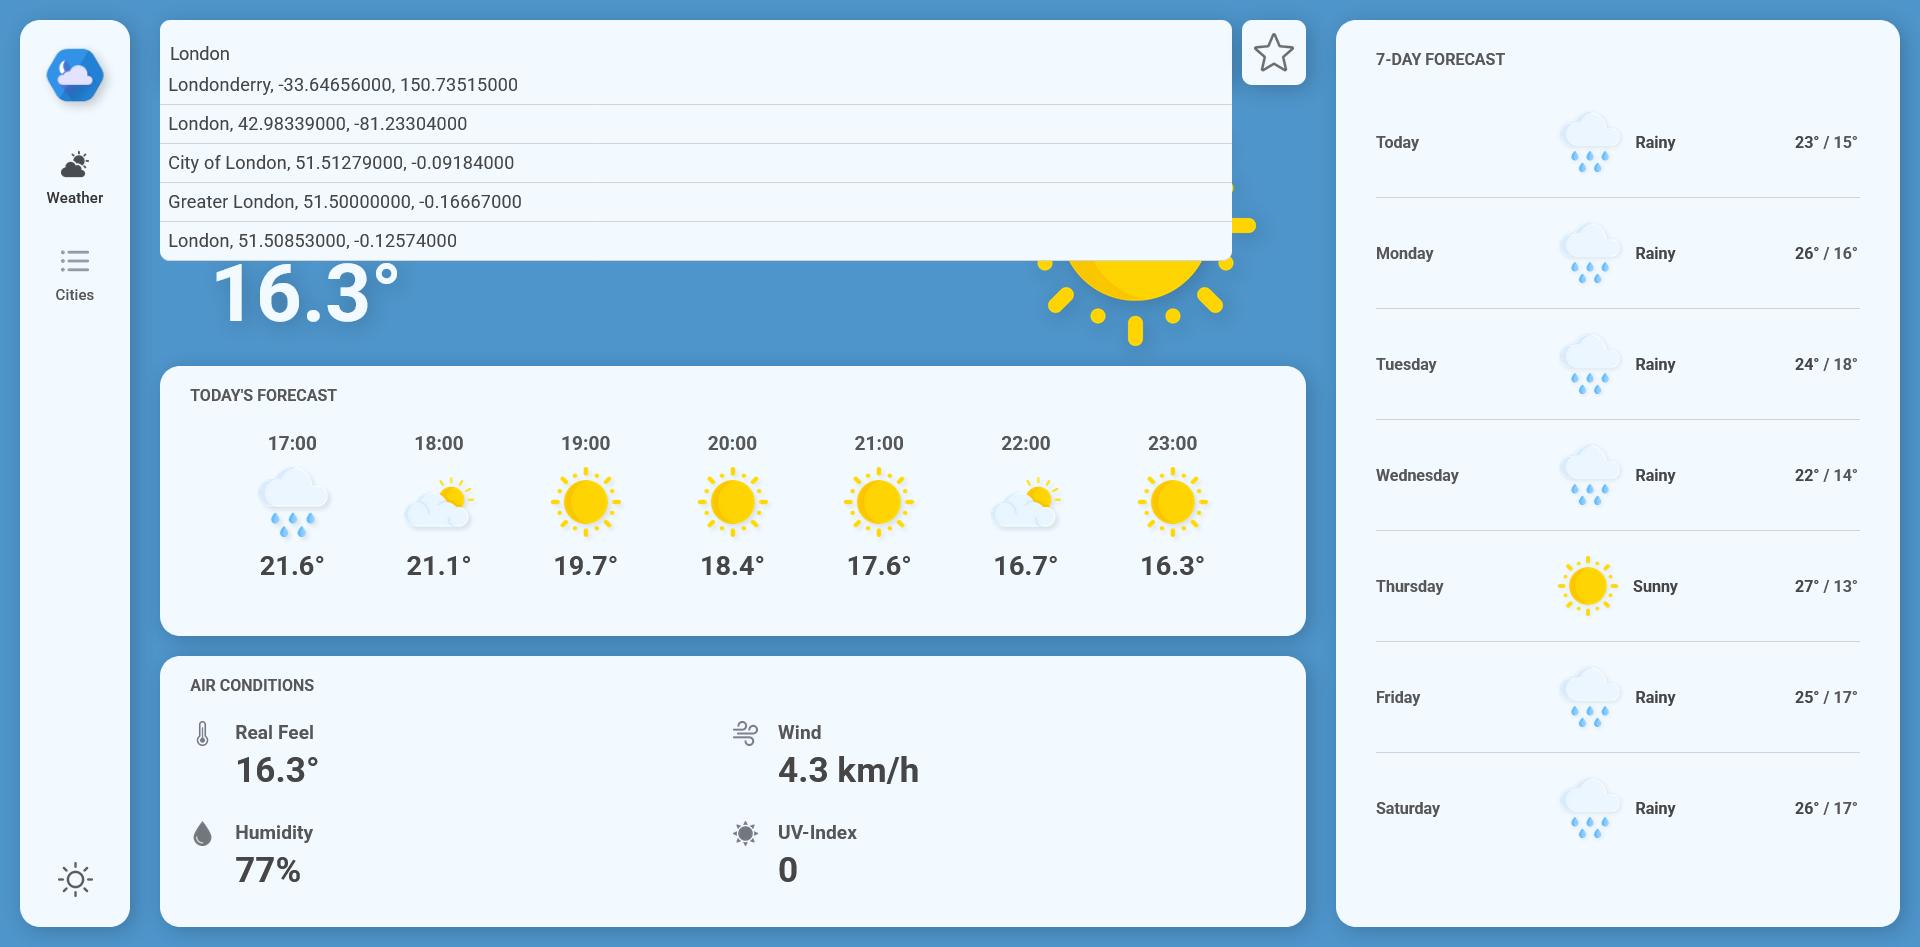 Weather
Cities
London
Londonderry, -33.64656000, 150.73515000
London, 42.98339000, -81.23304000
City of London, 51.51279000, -0.09184000
Greater London, 51.50000000, -0.16667000
London, 51.50853000, -0.12574000
16.3°
TODAY'S FORECAST
17:00 18:00 19:00 20:00 21:00 22:00 23:00
21.6° 21.1° 19.7° 18.4° 17.6° 16.7° 16.3°
AIR CONDITIONS
Real Feel
16.3°
Wind
4.3 km/h
Humidity
77%
UV-Index
0
7-DAY FORECAST
Today Rainy 23° / 15°
Monday Rainy 26° / 16°
Tuesday Rainy 24° / 18°
Wednesday Rainy 22° / 14°
Thursday Sunny 27° / 13°
Friday Rainy 25° / 17°
Saturday Rainy 26° / 17°